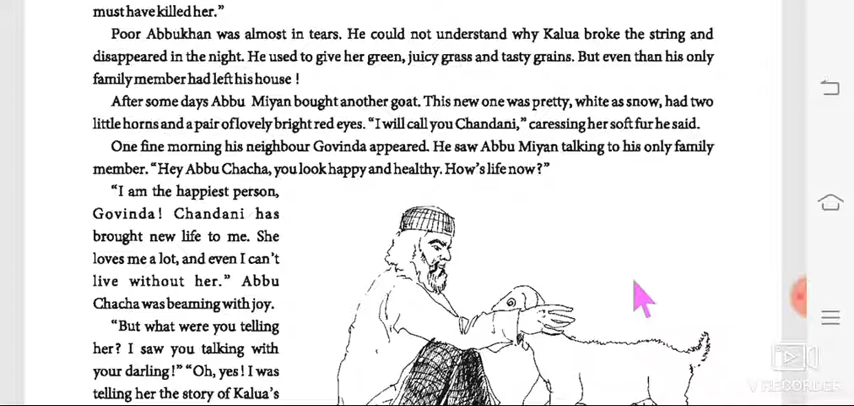 must have killed her.”
Poor Abbukhan was almost in tears. He could not understand why Kalua broke the string and
disappeared in the night. He used to give her green, juicy grass and tasty grains. But even than his only
family member had left his house !
After some days Abbu Miyan bought another goat. This new one was pretty, white as snow, had two
little horns and a pair of lovely bright red eyes. “I will call you Chandani,” caressing her soft fur he said.
One fine morning his neighbour Govinda appeared. He saw Abbu Miyan talking to his only family
member. “Hey Abbu Chacha, you look happy and healthy. How’s life now?”
“I am the happiest person,
Govinda! Chandani has
brought new life to me. She
loves me a lot, and even I can’t
live without her.” Abbu
Chacha was beaming with joy.
“But what were you telling
her? I saw you talking with
your darling!” “Oh, yes! I was
telling her the story of Kalua’s
V RECORDER